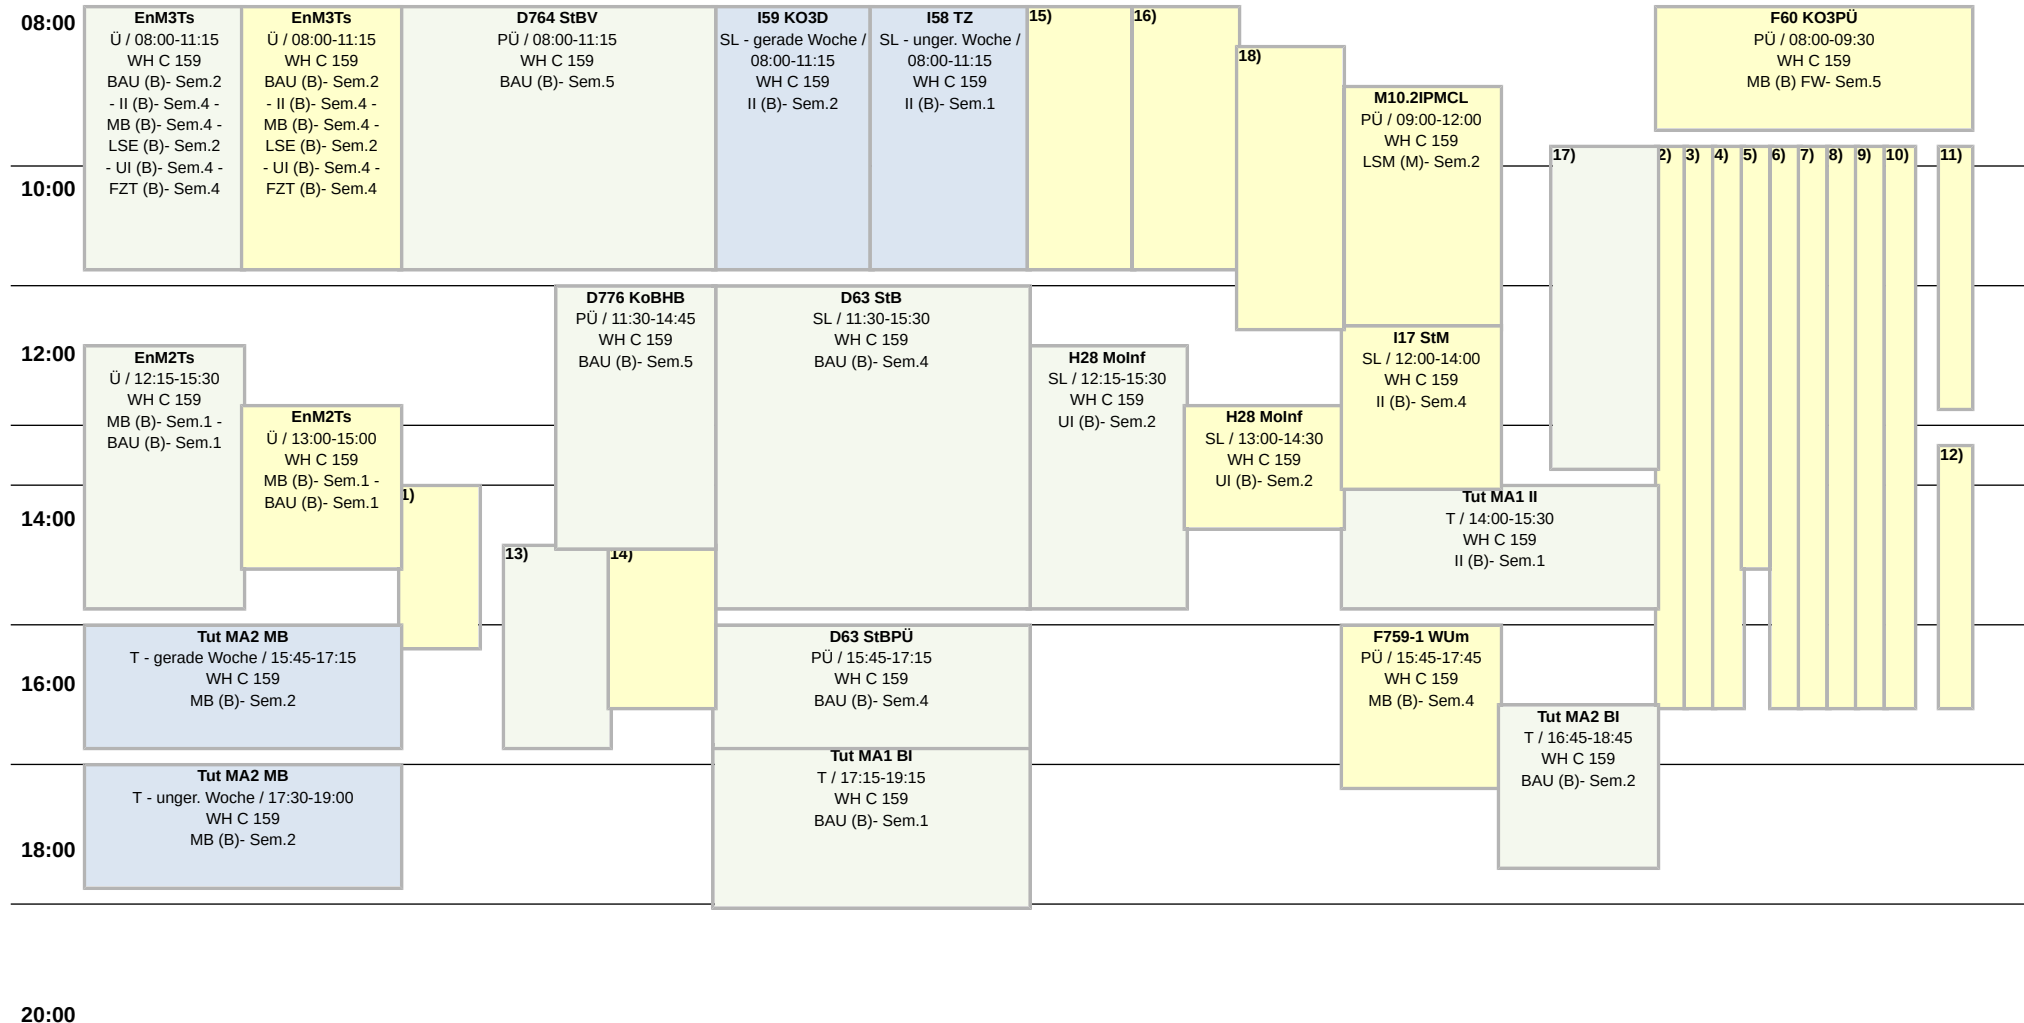 08:00
10:00
12:00
14:00
16:00
18:00
20:00
EnM3Ts
Ü / 08:00-11:15
WH C 159
BAU (B)- Sem.2
- II (B)- Sem.4 -
MB (B)- Sem.4 -
LSE (B)- Sem.2
- UI (B)- Sem.4 -
FZT (B)- Sem.4
EnM3Ts
Ü / 08:00-11:15
WH C 159
BAU (B)- Sem.2
- II (B)- Sem.4 -
MB (B)- Sem.4 -
LSE (B)- Sem.2
- UI (B)- Sem.4 -
FZT (B)- Sem.4
D764 StBV
PÜ / 08:00-11:15
WH C 159
BAU (B)- Sem.5
I59 KO3D
SL - gerade Woche /
08:00-11:15
WH C 159
II (B)- Sem.2
I58 TZ
SL - unger. Woche /
08:00-11:15
WH C 159
II (B)- Sem.1
15)
16)
18)
M10.2IPMCL
PÜ / 09:00-12:00
WH C 159
LSM (M)- Sem.2
F60 KO3PÜ
PÜ / 08:00-09:30
WH C 159
MB (B) FW- Sem.5
17)
2)
3)
4)
5)
6)
7)
8)
9)
10)
11)
12)
EnM2Ts
Ü / 12:15-15:30
WH C 159
MB (B)- Sem.1 -
BAU (B)- Sem.1
EnM2Ts
Ü / 13:00-15:00
WH C 159
MB (B)- Sem.1 -
BAU (B)- Sem.1
1)
13)
14)
D776 KoBHB
PÜ / 11:30-14:45
WH C 159
BAU (B)- Sem.5
D63 StB
SL / 11:30-15:30
WH C 159
BAU (B)- Sem.4
H28 MoInf
SL / 12:15-15:30
WH C 159
UI (B)- Sem.2
H28 MoInf
SL / 13:00-14:30
WH C 159
UI (B)- Sem.2
I17 StM
SL / 12:00-14:00
WH C 159
II (B)- Sem.4
Tut MA1 II
T / 14:00-15:30
WH C 159
II (B)- Sem.1
Tut MA2 MB
T - gerade Woche / 15:45-17:15
WH C 159
MB (B)- Sem.2
D63 StBPÜ
PÜ / 15:45-17:15
WH C 159
BAU (B)- Sem.4
F759-1 WUm
PÜ / 15:45-17:45
WH C 159
MB (B)- Sem.4
Tut MA2 BI
T / 16:45-18:45
WH C 159
BAU (B)- Sem.2
Tut MA2 MB
T - unger. Woche / 17:30-19:00
WH C 159
MB (B)- Sem.2
Tut MA1 BI
T / 17:15-19:15
WH C 159
BAU (B)- Sem.1